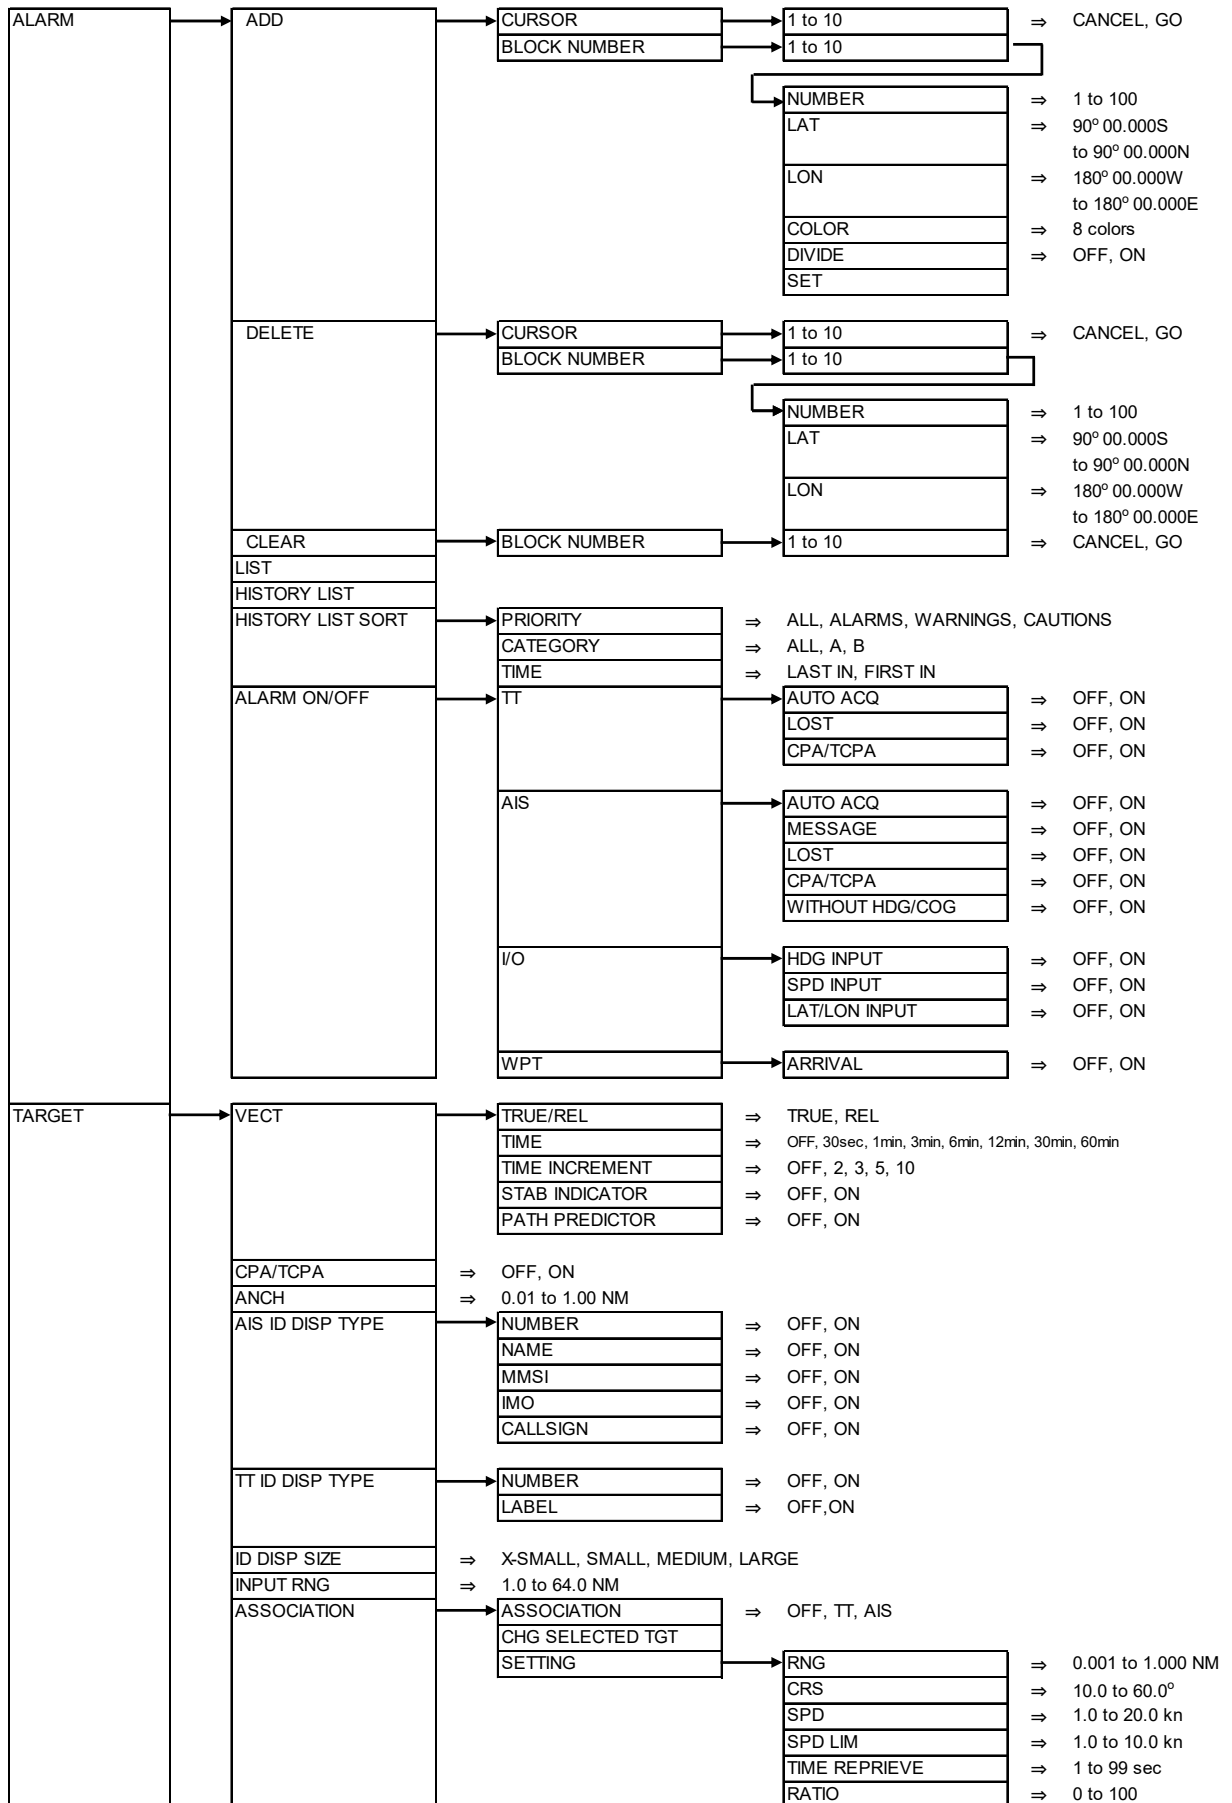 ALARM ADD CURSOR 1 to 10 ⇒ CANCEL, GO
BLOCK NUMBER 1 to 10
NUMBER ⇒ 1 to 100
LAT ⇒ 90° 00.000S
to 90° 00.000N
LON ⇒ 180° 00.000W
to 180° 00.000E
COLOR ⇒ 8 colors
DIVIDE ⇒ OFF, ON
SET
DELETE CURSOR 1 to 10 ⇒ CANCEL, GO
BLOCK NUMBER 1 to 10
NUMBER ⇒ 1 to 100
LAT ⇒ 90° 00.000S
to 90° 00.000N
LON ⇒ 180° 00.000W
to 180° 00.000E
CLEAR BLOCK NUMBER 1 to 10 ⇒ CANCEL, GO
LIST
HISTORY LIST
HISTORY LIST SORT PRIORITY ⇒ ALL, ALARMS, WARNINGS, CAUTIONS
CATEGORY ⇒ ALL, A, B
TIME ⇒ LAST IN, FIRST IN
ALARM ON/OFF TT AUTO ACQ ⇒ OFF, ON
LOST ⇒ OFF, ON
CPA/TCPA ⇒ OFF, ON
AIS AUTO ACQ ⇒ OFF, ON
MESSAGE ⇒ OFF, ON
LOST ⇒ OFF, ON
CPA/TCPA ⇒ OFF, ON
WITHOUT HDG/COG ⇒ OFF, ON
I/O HDG INPUT ⇒ OFF, ON
SPD INPUT ⇒ OFF, ON
LAT/LON INPUT ⇒ OFF, ON
WPT ARRIVAL ⇒ OFF, ON
TARGET VECT TRUE/REL ⇒ TRUE, REL
TIME ⇒ OFF, 30sec, 1min, 3min, 6min, 12min, 30min, 60min
TIME INCREMENT ⇒ OFF, 2, 3, 5, 10
STAB INDICATOR ⇒ OFF, ON
PATH PREDICTOR ⇒ OFF, ON
CPA/TCPA ⇒ OFF, ON
ANCH ⇒ 0.01 to 1.00 NM
AIS ID DISP TYPE NUMBER ⇒ OFF, ON
NAME ⇒ OFF, ON
MMSI ⇒ OFF, ON
IMO ⇒ OFF, ON
CALLSIGN ⇒ OFF, ON
TT ID DISP TYPE NUMBER ⇒ OFF, ON
LABEL ⇒ OFF,ON
ID DISP SIZE ⇒ X-SMALL, SMALL, MEDIUM, LARGE
INPUT RNG ⇒ 1.0 to 64.0 NM
ASSOCIATION ASSOCIATION ⇒ OFF, TT, AIS
CHG SELECTED TGT
SETTING RNG ⇒ 0.001 to 1.000 NM
CRS ⇒ 10.0 to 60.0°
SPD ⇒ 1.0 to 20.0 kn
SPD LIM ⇒ 1.0 to 10.0 kn
TIME REPRIEVE ⇒ 1 to 99 sec
RATIO ⇒ 0 to 100